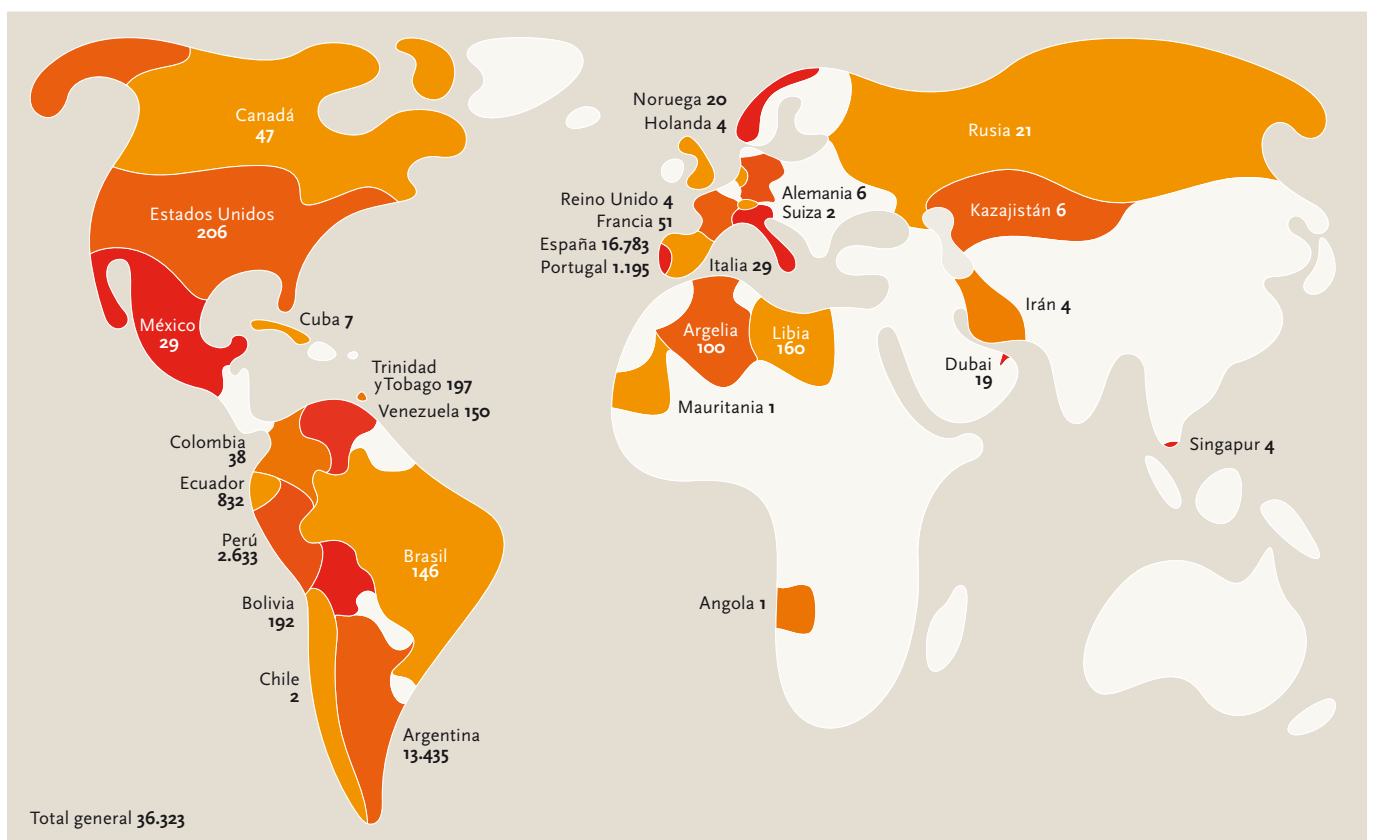 Canadá
47
Estados Unidos
206
México
29
Cuba 7
Trinidad
y Tobago 197
Venezuela 150
Colombia
38
Ecuador
832
Perú
2.633
Brasil
146
Bolivia
192
Chile
2
Argentina
13.435
Total general 36.323
Noruega 20
Holanda 4
Reino Unido 4
Francia 51
España 16.783
Portugal 1.195
Alemania 6
Suiza 2
Italia 29
Rusia 21
Kazajistán 6
Irán 4
Dubai
19
Argelia
100
Libia
160
Mauritania 1
Angola 1
Singapur 4